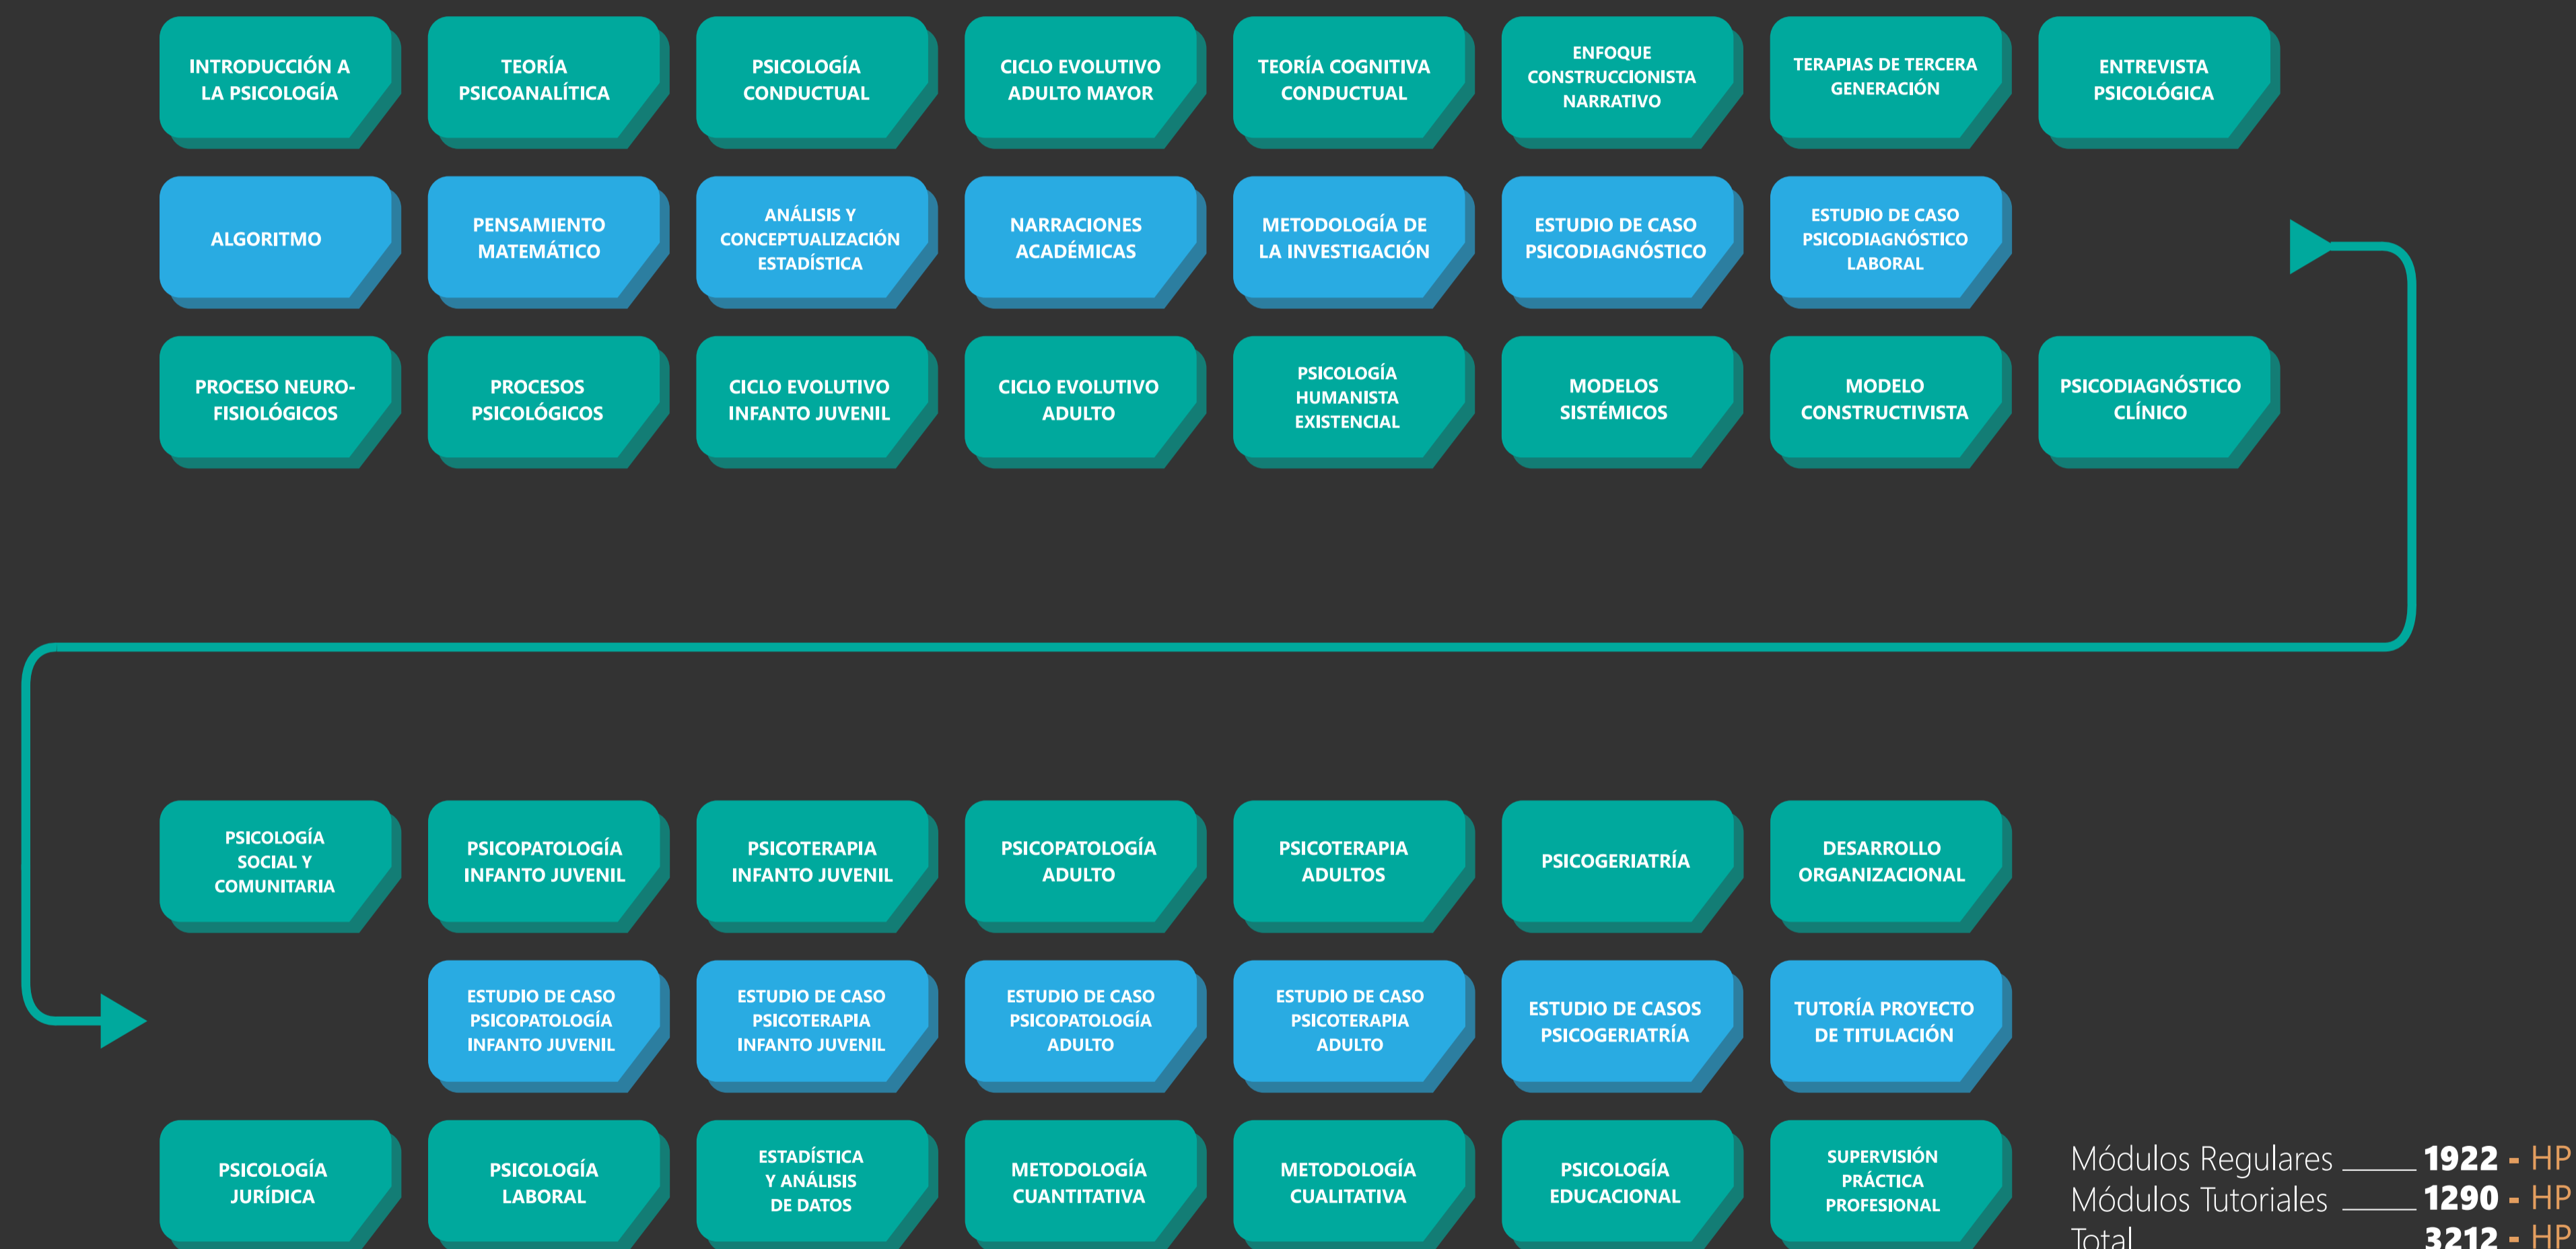 INTRODUCCIÓN A
LA PSICOLOGÍA
TEORÍA
PSICOANALÍTICA
PSICOLOGÍA
CONDUCTUAL
CICLO EVOLUTIVO
ADULTO MAYOR
TEORÍA COGNITIVA
CONDUCTUAL
ENFOQUE
CONSTRUCCIONISTA
NARRATIVO
TERAPIAS DE TERCERA
GENERACIÓN
ENTREVISTA
PSICOLÓGICA
ALGORITMO
PENSAMIENTO
MATEMÁTICO
ANÁLISIS Y
CONCEPTUALIZACIÓN
ESTADÍSTICA
NARRACIONES
ACADÉMICAS
METODOLOGÍA DE
LA INVESTIGACIÓN
ESTUDIO DE CASO
PSICODIAGNÓSTICO
ESTUDIO DE CASO
PSICODIAGNÓSTICO
LABORAL
PROCESO NEURO-
FISIOLÓGICOS
PROCESOS
PSICOLÓGICOS
CICLO EVOLUTIVO
INFANTO JUVENIL
CICLO EVOLUTIVO
ADULTO
PSICOLOGÍA
HUMANISTA
EXISTENCIAL
MODELOS
SISTÉMICOS
MODELO
CONSTRUCTIVISTA
PSICODIAGNÓSTICO
CLÍNICO
PSICOLOGÍA
SOCIAL Y
COMUNITARIA
PSICOPATOLOGÍA
INFANTO JUVENIL
PSICOTERAPIA
INFANTO JUVENIL
PSICOPATOLOGÍA
ADULTO
PSICOTERAPIA
ADULTOS
PSICOGERIATRÍA
DESARROLLO
ORGANIZACIONAL
ESTUDIO DE CASO
PSICOPATOLOGÍA
INFANTO JUVENIL
ESTUDIO DE CASO
PSICOTERAPIA
INFANTO JUVENIL
ESTUDIO DE CASO
PSICOPATOLOGÍA
ADULTO
ESTUDIO DE CASO
PSICOTERAPIA
ADULTO
ESTUDIO DE CASOS
PSICOGERIATRÍA
TUTORÍA PROYECTO
DE TITULACIÓN
PSICOLOGÍA
JURÍDICA
PSICOLOGÍA
LABORAL
ESTADÍSTICA
Y ANÁLISIS
DE DATOS
METODOLOGÍA
CUANTITATIVA
METODOLOGÍA
CUALITATIVA
PSICOLOGÍA
EDUCACIONAL
SUPERVISIÓN
PRÁCTICA
PROFESIONAL
Módulos Regulares ______ 1922 - HP
Módulos Tutoriales ______ 1290 - HP
Total 3212 - HP